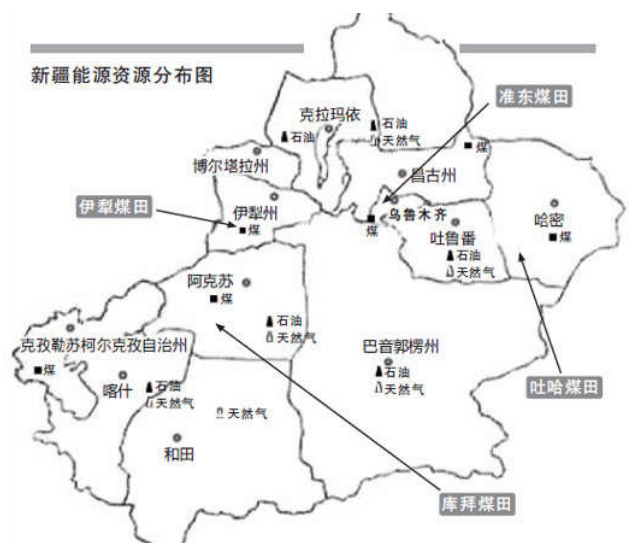 新疆能源资源分布图
准东煤田
克拉玛依
石油
石油
天然气
煤
博尔塔拉州
昌吉州
伊犁煤田
伊犁州
煤
乌鲁木齐
煤
吐鲁番
石油
天然气
哈密
煤
阿克苏
煤
石油
天然气
克孜勒苏柯尔克孜自治州
煤
巴音郭楞州
石油
天然气
吐哈煤田
喀什
石油
天然气
天然气
和田
库拜煤田